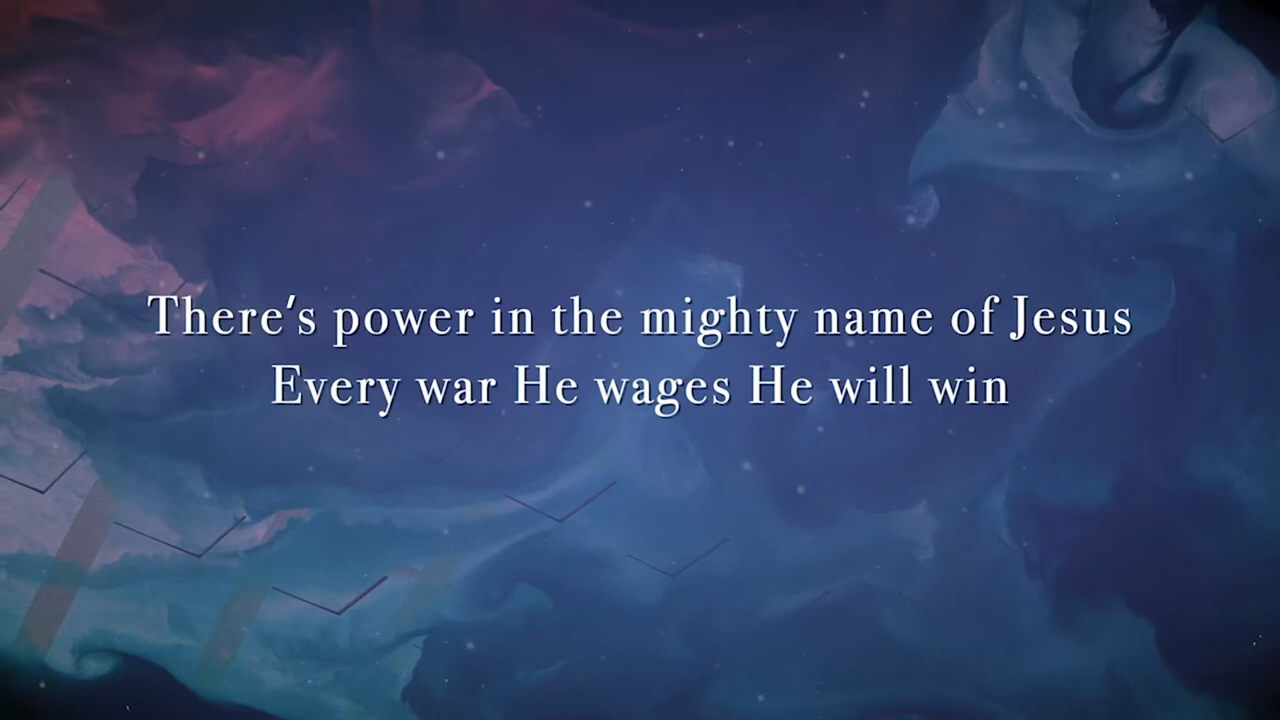 There's power in the mighty name of Jesus
Every war He wages He will win